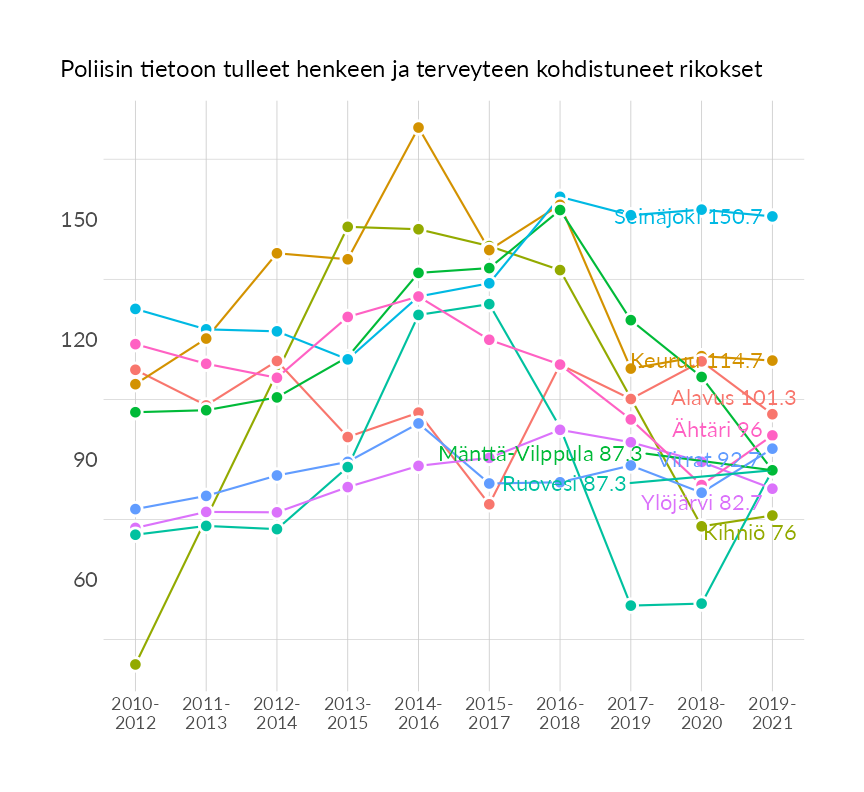 Poliisin tietoon tulleet henkeen ja terveyteen kohdistuneet rikokset
150
120
90
60
Seinäjoki 150.7
Keuruu 114.7
Alavus 101.3
Ähtäri 96
Mänttä-Vilppula 87.3
Virrat 92.7
Ruovesi 87.3
Ylöjärvi 82.7
Kihniö 76
2010-
2012
2011-
2013
2012-
2014
2013-
2015
2014-
2016
2015-
2017
2016-
2018
2017-
2019
2018-
2020
2019-
2021